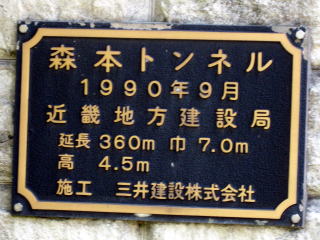 森本トンネル
1990年9月
近畿地方建設局
延長 360m 巾 7.0m
高 4.5m
施工 三井建設株式会社